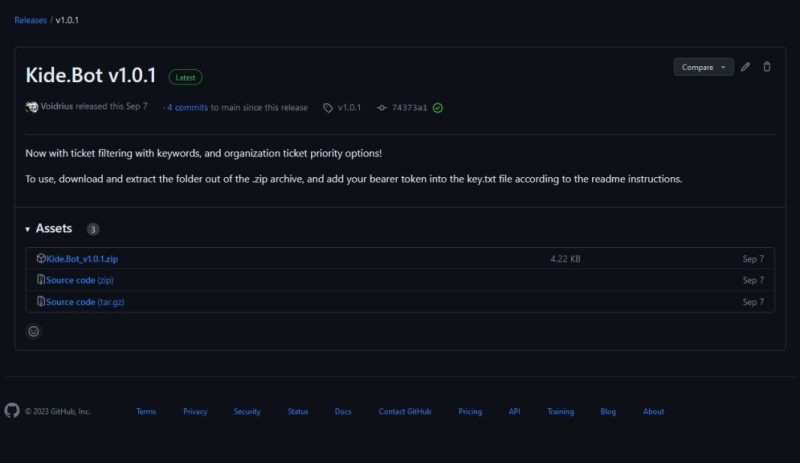 Releases / v1.0.1
Kide.Bot v1.0.1 Latest Compare
Voidrius released this Sep 7 · 4 commits to main since this release v1.0.1 74373a1
Now with ticket filtering with keywords, and organization ticket priority options!
To use, download and extract the folder out of the .zip archive, and add your bearer token into the key.txt file according to the readme instructions.
Assets 3
Kide.Bot_v1.0.1.zip 4.22 KB Sep 7
Source code (zip) Sep 7
Source code (tar.gz) Sep 7
© 2023 GitHub, Inc. Terms Privacy Security Status Docs Contact GitHub Pricing API Training Blog About